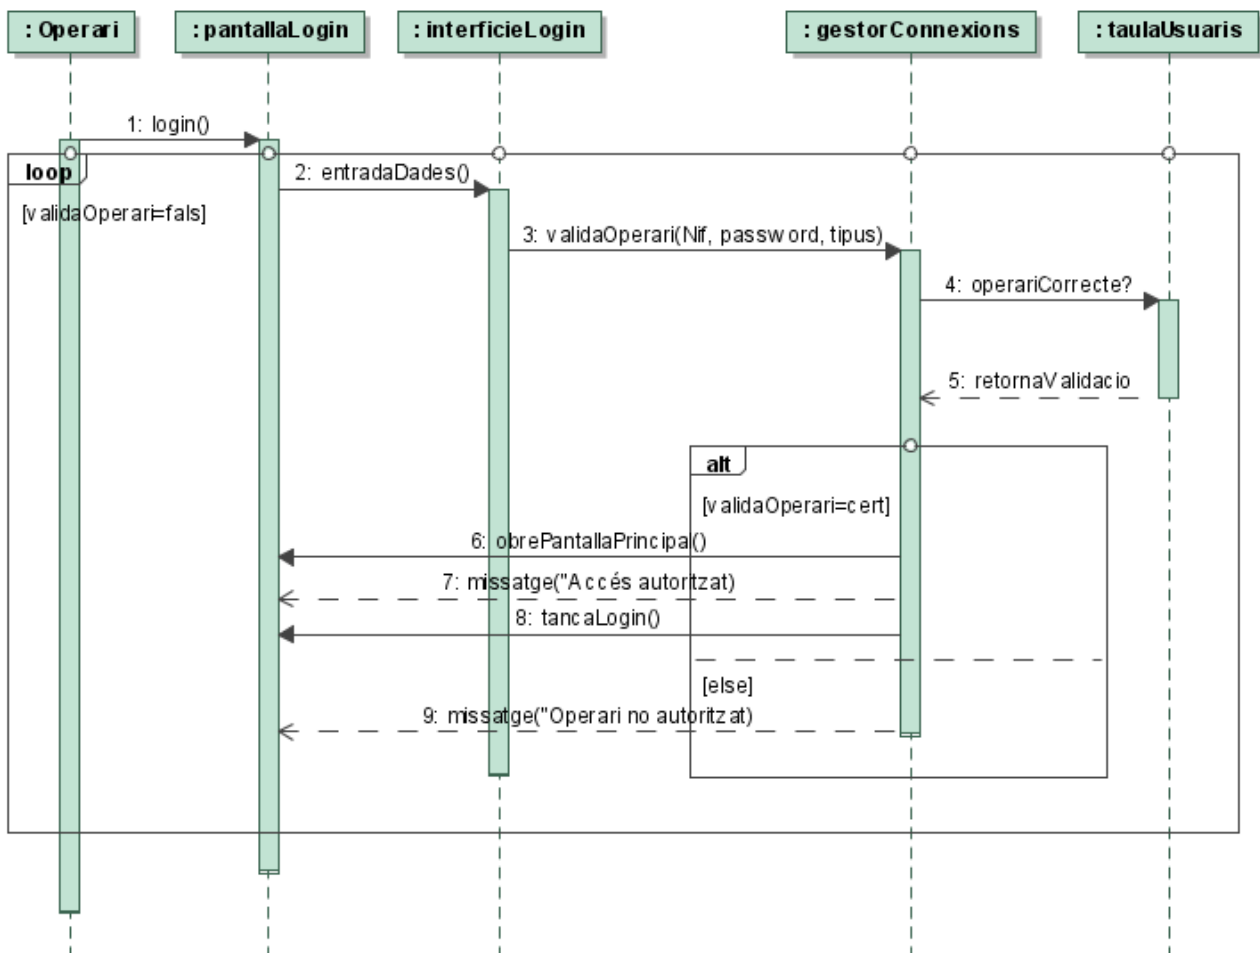 : Operari
: pantallaLogin
: interficieLogin
: gestorConnexions
: taulaUsuaris
1: login()
loop
2: entradaDades()
[validaOperari=fals]
3: validaOperari(Nif, password, tipus)
4: operariCorrecte?
5: retornaValidacio
alt
[validaOperari=cert]
6: obrePantallaPrincipa()
7: missatge("Accés autoritzat)
8: tancaLogin()
[else]
9: missatge("Operari no autoritzat)